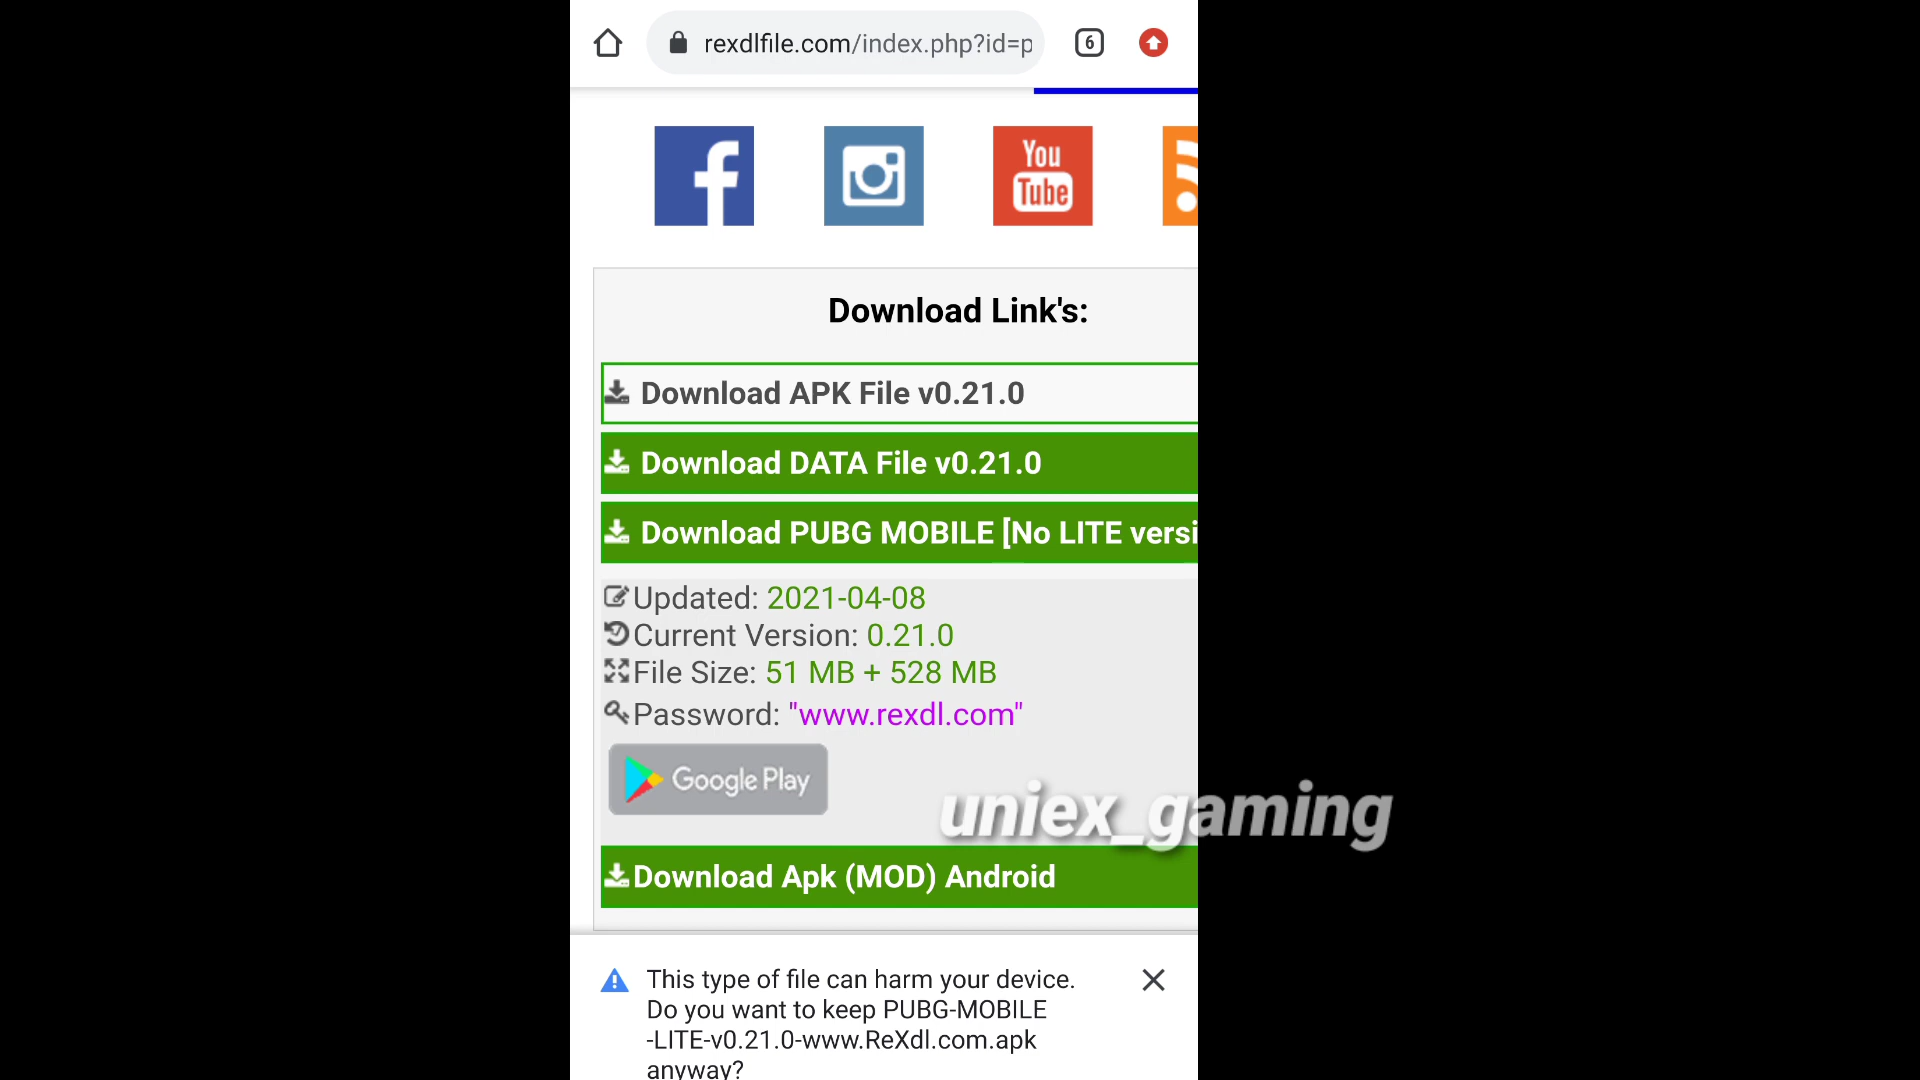 rexdlfile.com/index.php?id=p
6
f
You
Tube
Download Link's:
Download APK File v0.21.0
Download DATA File v0.21.0
Download PUBG MOBILE [No LITE versi
Updated: 2021-04-08
Current Version: 0.21.0
File Size: 51 MB + 528 MB
Password: "www.rexdl.com"
Google Play
uniex_gaming
Download Apk (MOD) Android
This type of file can harm your device.
Do you want to keep PUBG-MOBILE
-LITE-v0.21.0-www.ReXdl.com.apk
anyway?